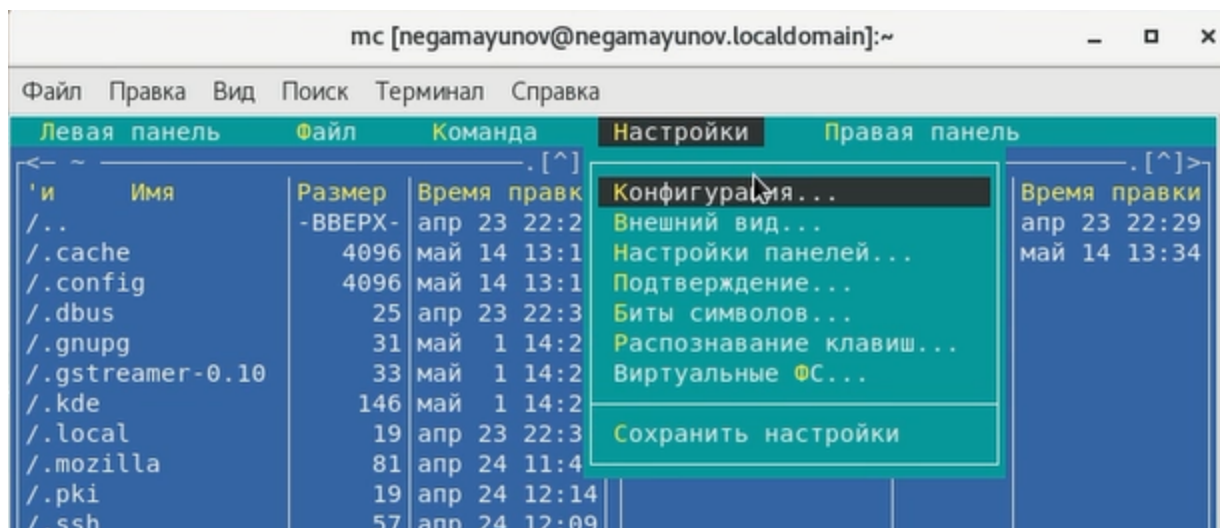 mc [negamayunov@negamayunov.localdomain]:~
Файл Правка Вид Поиск Терминал Справка
Левая панель Файл Команда Настройки Правая панель
<— ~ .[^] .[^]>
'и Имя Размер Время правк Конфигурация... Время правки
/.. -ВВЕРХ- апр 23 22:2 Внешний вид... апр 23 22:29
/.cache 4096 май 14 13:1 Настройки панелей... май 14 13:34
/.config 4096 май 14 13:1 Подтверждение...
/.dbus 25 апр 23 22:3 Биты символов...
/.gnupg 31 май 1 14:2 Распознавание клавиш...
/.gstreamer-0.10 33 май 1 14:2 Виртуальные ФС...
/.kde 146 май 1 14:2
/.local 19 апр 23 22:3 Сохранить настройки
/.mozilla 81 апр 24 11:4
/.pki 19 апр 24 12:14
/.ssh 57 апр 24 12:09